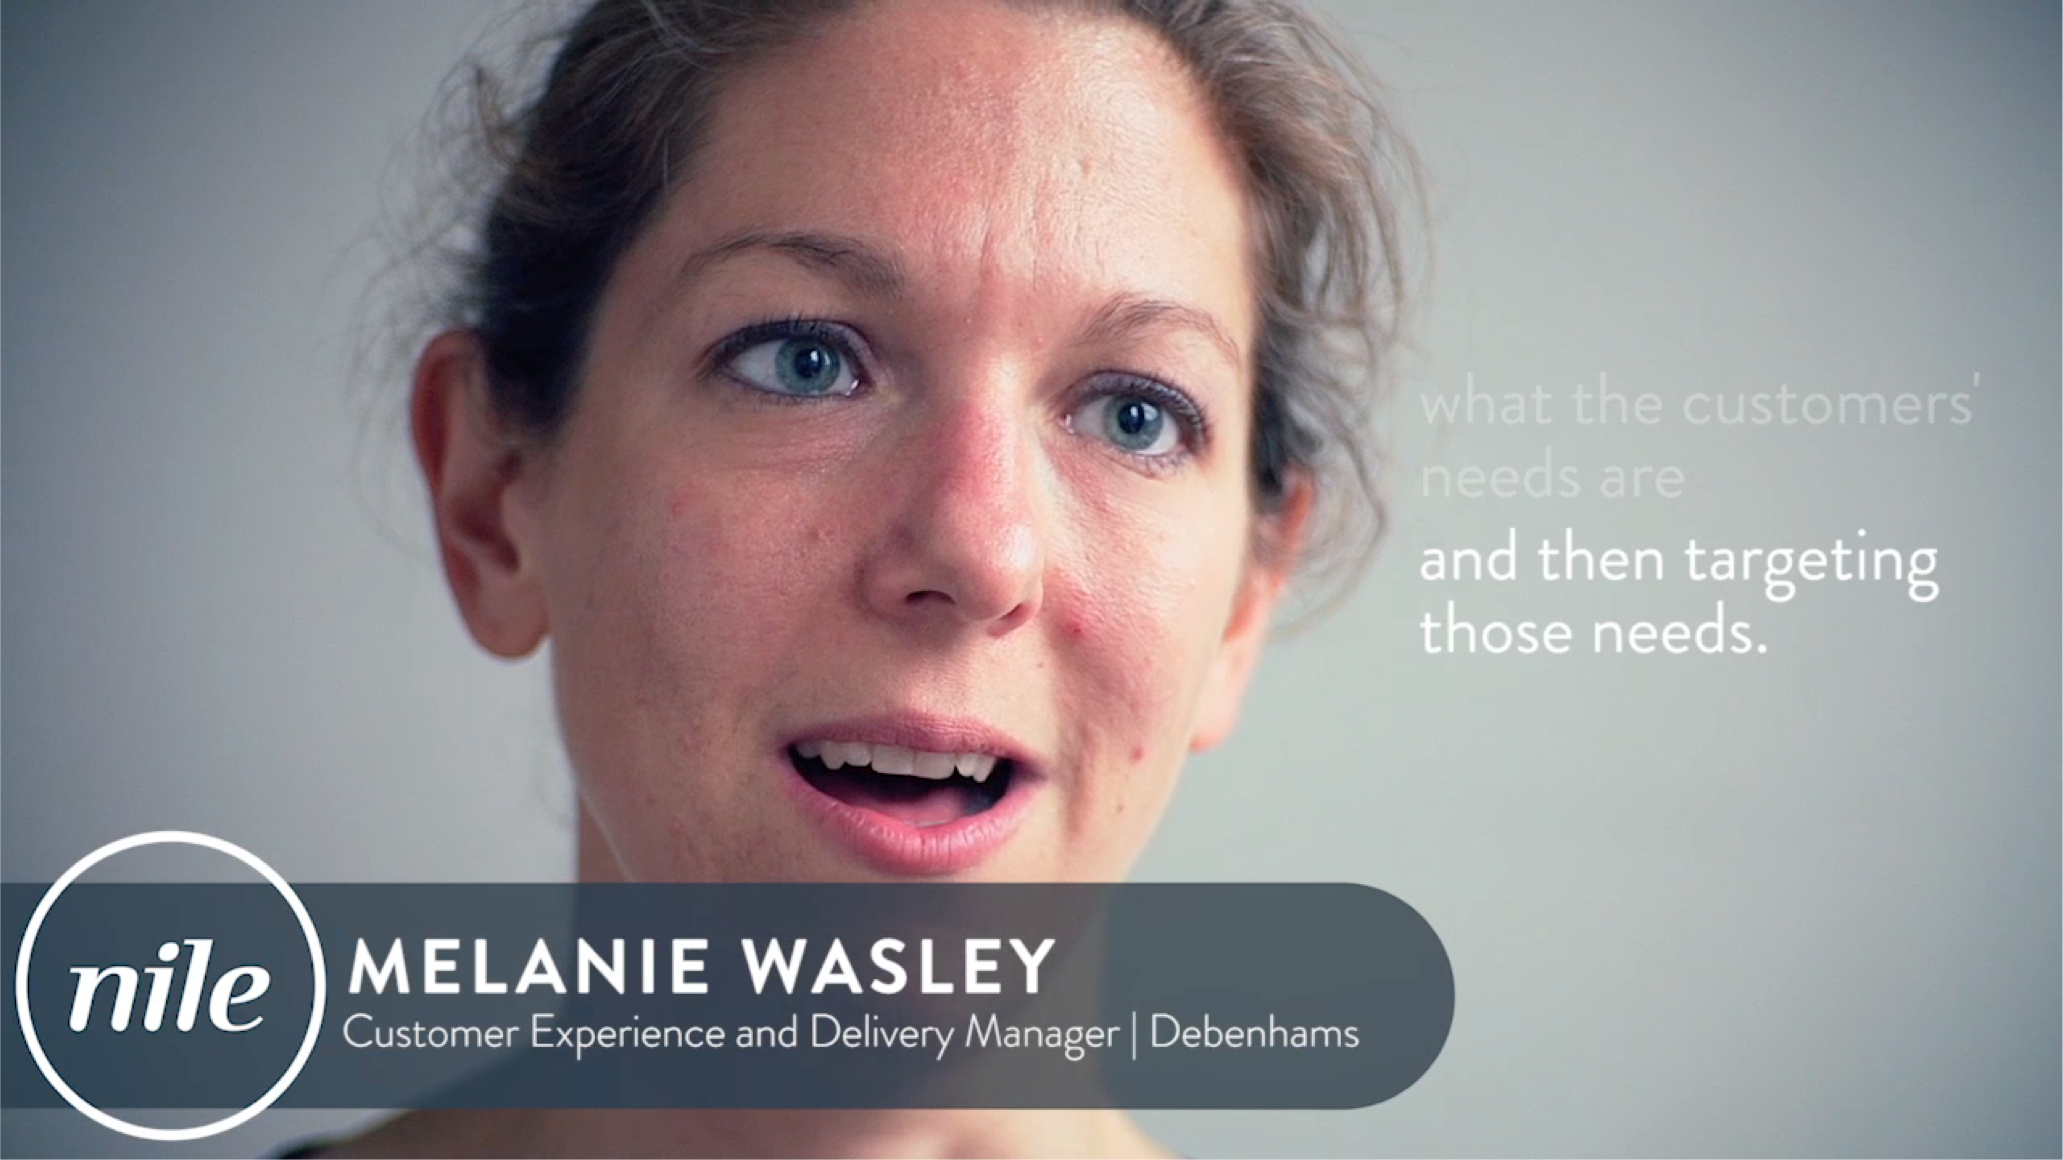 what the customers'
needs are
and then targeting
those needs.
nile
MELANIE WASLEY
Customer Experience and Delivery Manager | Debenhams